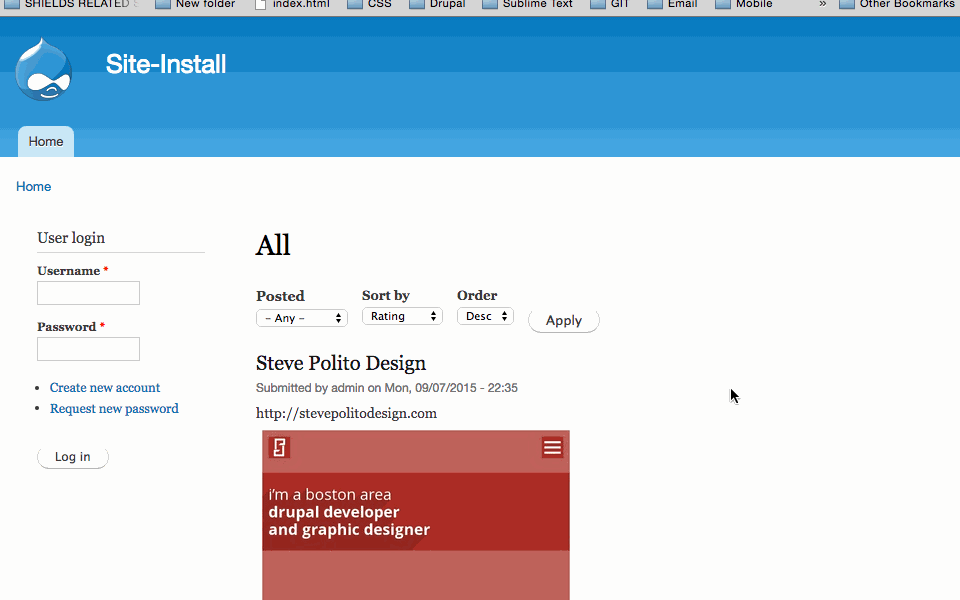 SHIELDS RELATED New folder index.html CSS Drupal Sublime Text GIT Email Mobile » Other Bookmarks
Site-Install
Home
Home
User login
Username *
Password *
Create new account
Request new password
Log in
All
Posted Sort by Order
- Any - Rating Desc Apply
Steve Polito Design
Submitted by admin on Mon, 09/07/2015 - 22:35
http://stevepolitodesign.com
i'm a boston area
drupal developer
and graphic designer